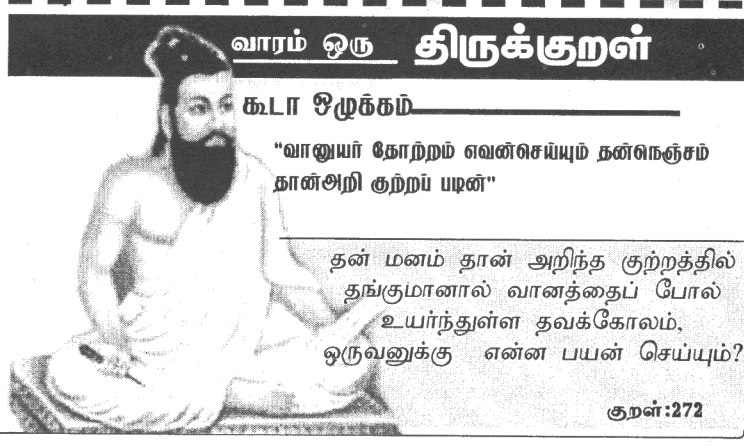 வாரம் ஒரு திருக்குறள்
கூடா ஒழுக்கம்
"வானுயர் தோற்றம் எவன்செய்யும் தன்நெஞ்சம்
தான்அறி குற்றப் படின்"
தன் மனம் தான் அறிந்த குற்றத்தில்
தங்குமானால் வானத்தைப் போல்
உயர்ந்துள்ள தவக்கோலம்,
ஒருவனுக்கு என்ன பயன் செய்யும்?
குறள்:272